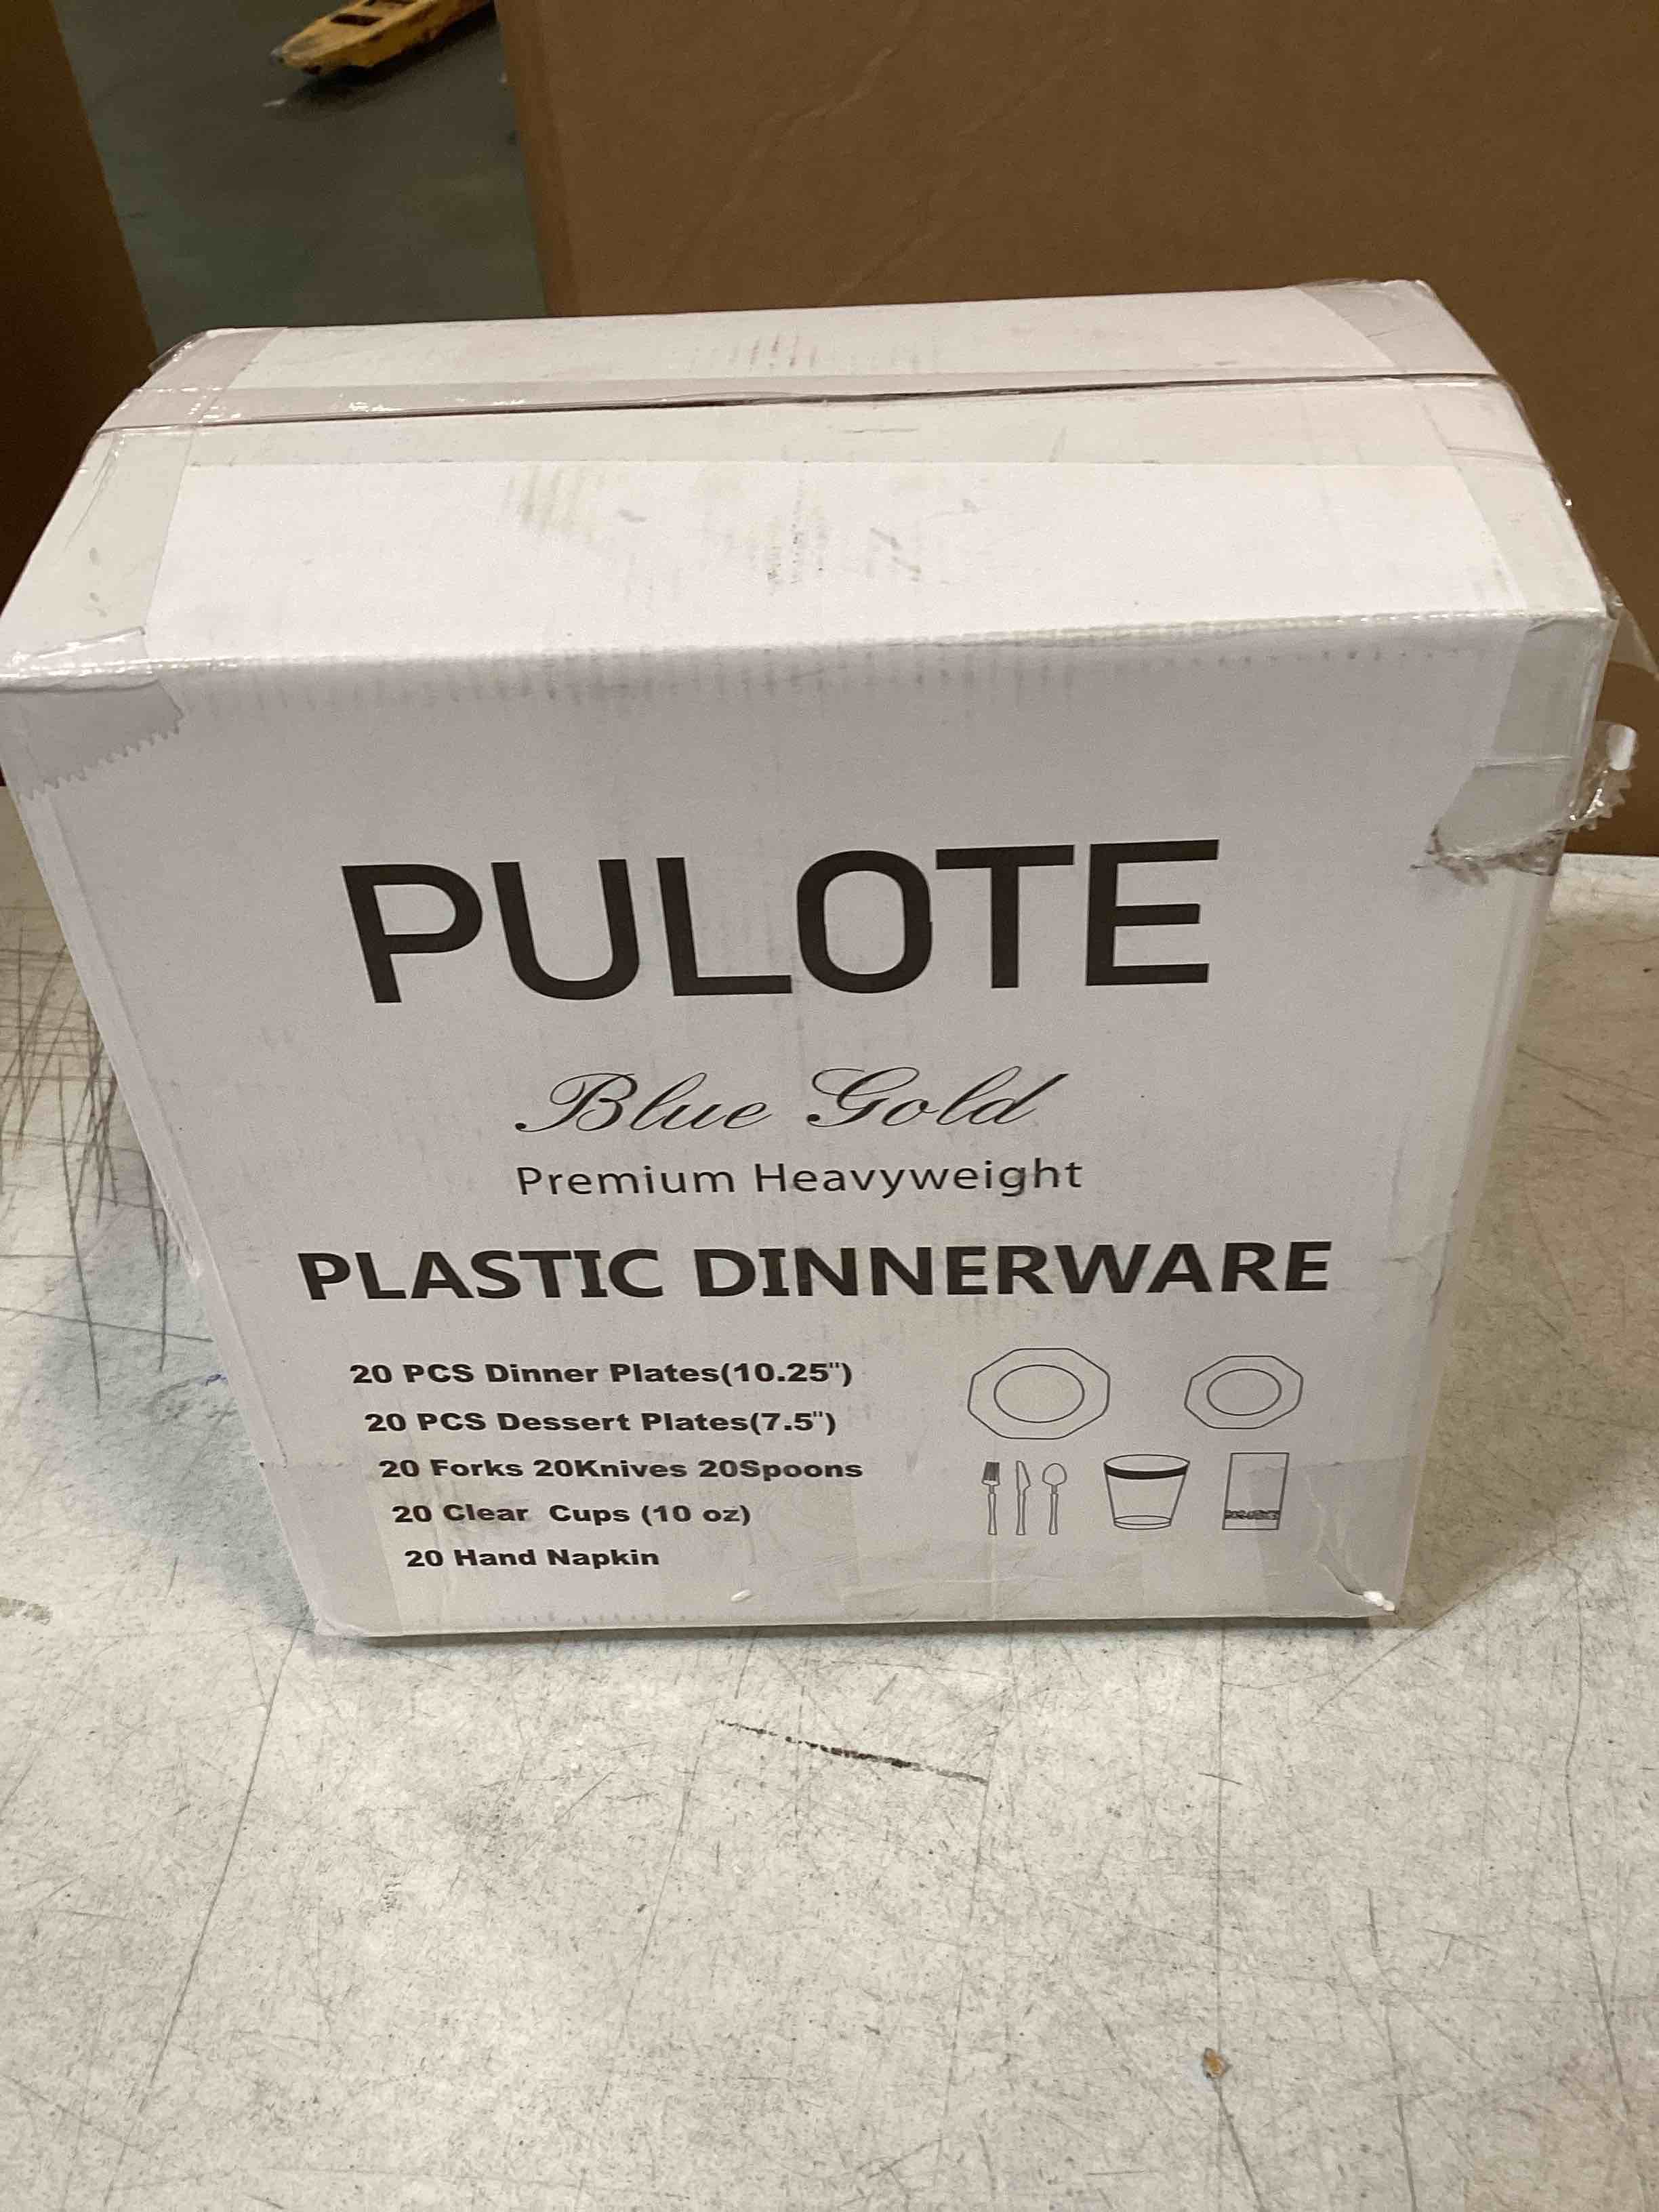 PULOTE
Blue Gold
Premium Heavyweight
PLASTIC DINNERWARE
20 PCS Dinner Plates(10.25")
20 PCS Dessert Plates(7.5")
20 Forks 20Knives 20Spoons
20 Clear Cups (10 oz)
20 Hand Napkin